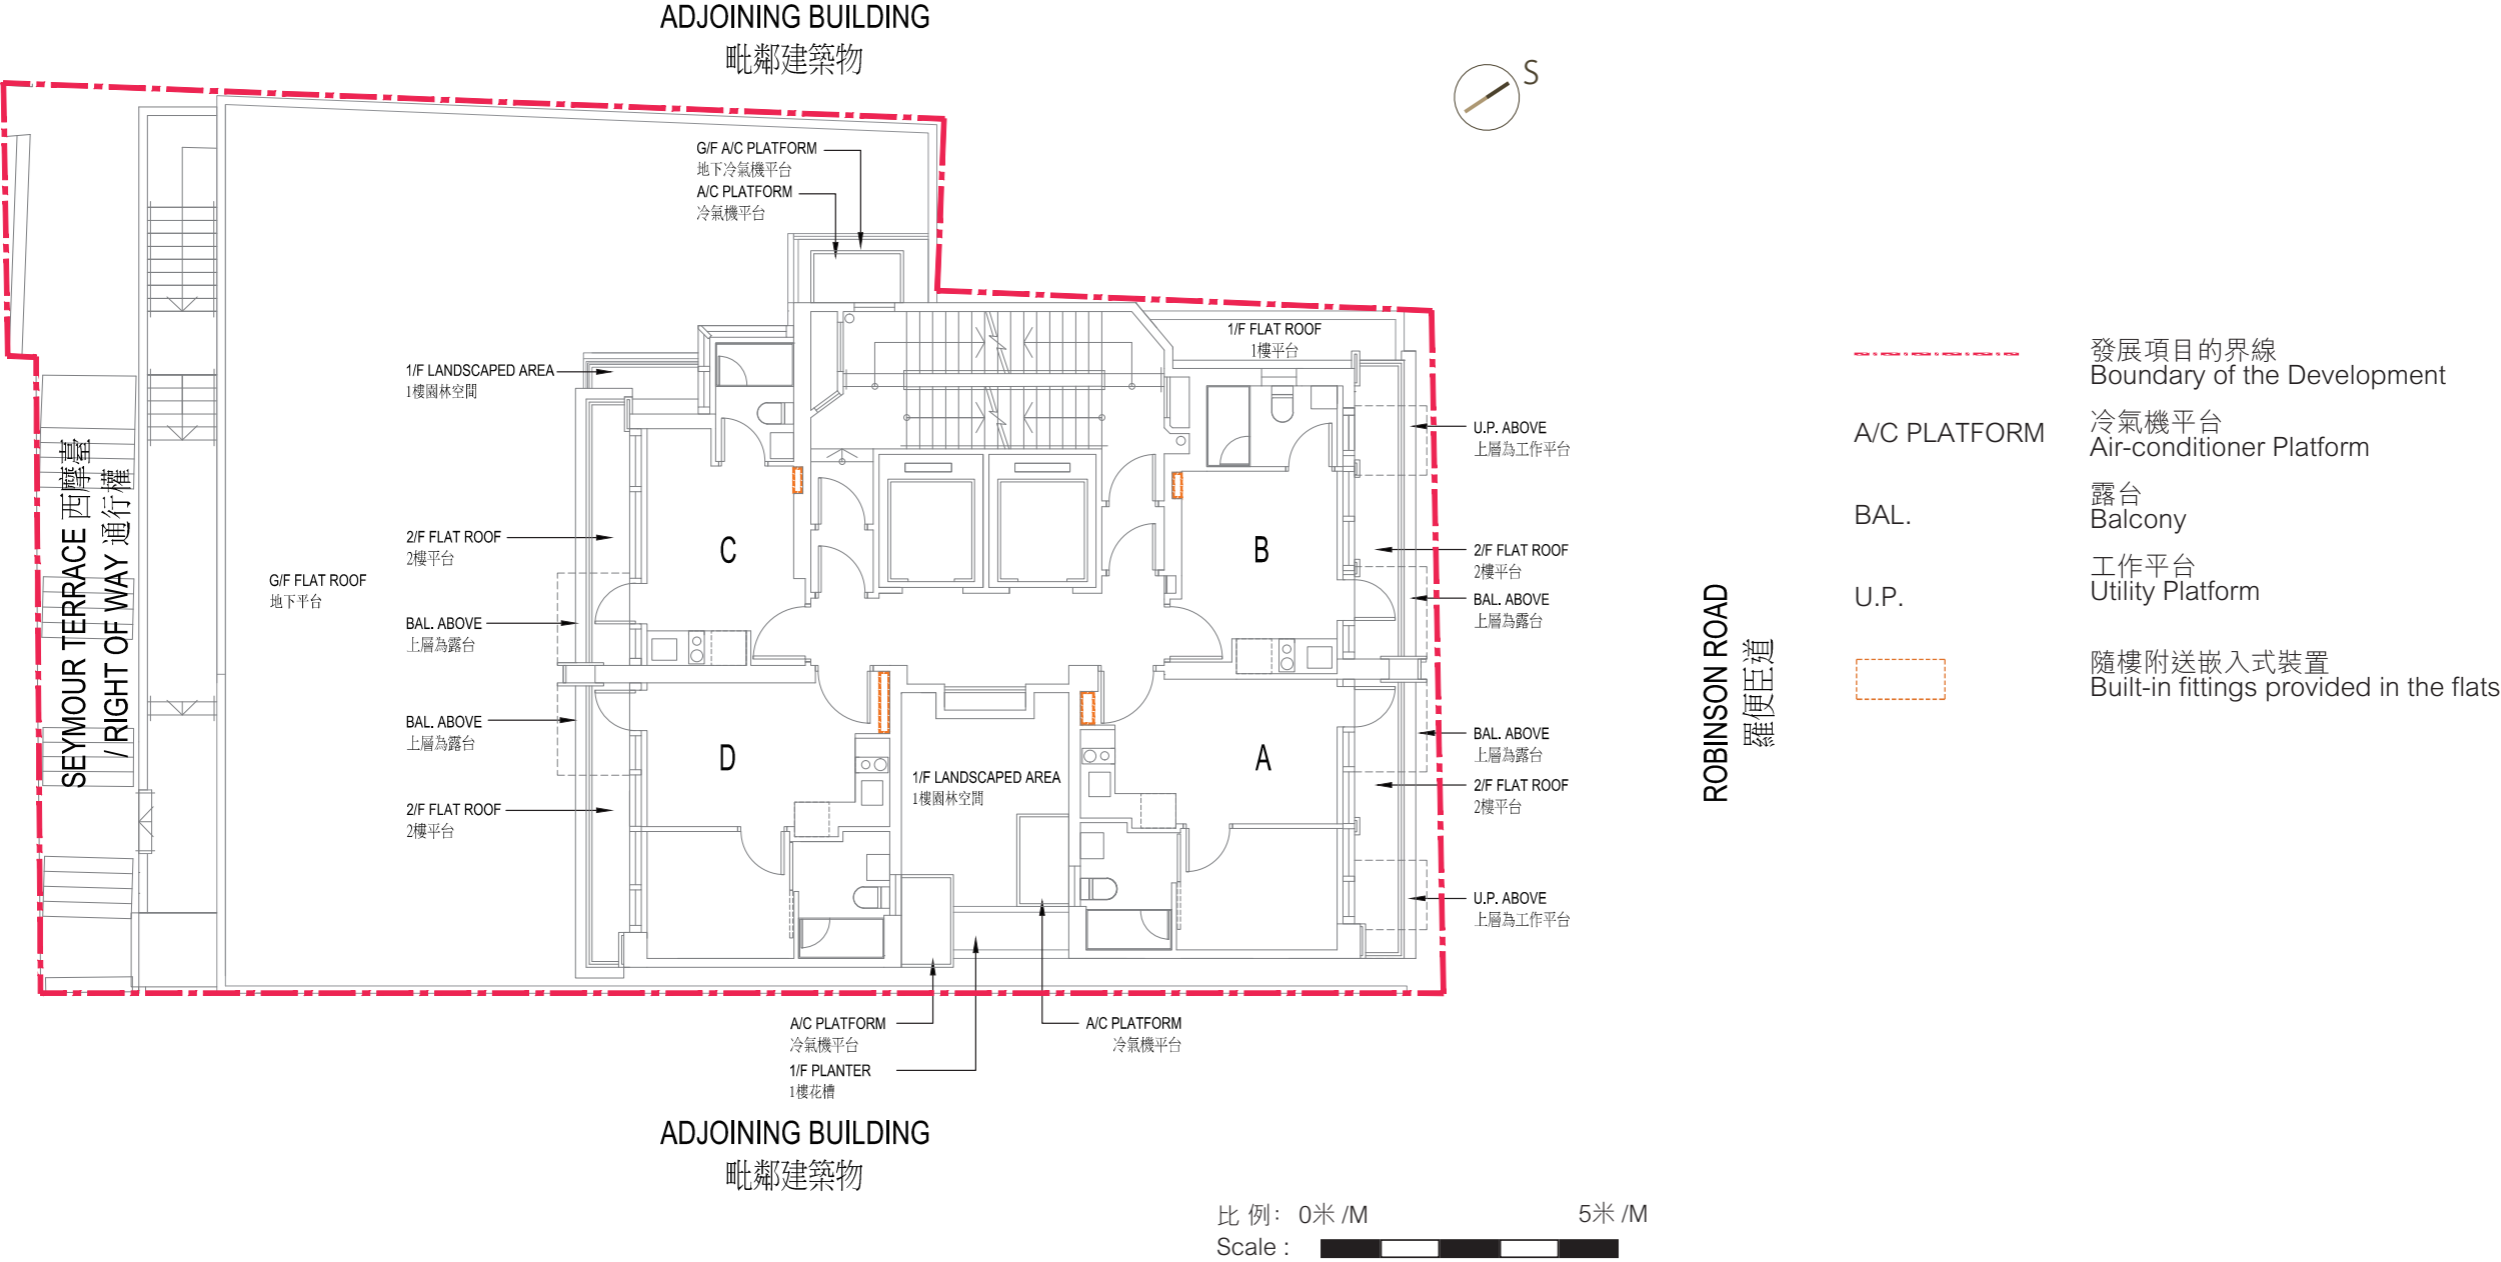 ADJOINING BUILDING
毗鄰建築物
S
G/F A/C PLATFORM
地下冷氣機平台
A/C PLATFORM
冷氣機平台
1/F FLAT ROOF
1樓平台
1/F LANDSCAPED AREA
1樓園林空間
2/F FLAT ROOF
2樓平台
G/F FLAT ROOF
地下平台
BAL. ABOVE
上層為露台
BAL. ABOVE
上層為露台
2/F FLAT ROOF
2樓平台
SEYMOUR TERRACE 西摩臺
/ RIGHT OF WAY 通行權
C
B
D
A
1/F LANDSCAPED AREA
1樓園林空間
U.P. ABOVE
上層為工作平台
2/F FLAT ROOF
2樓平台
BAL. ABOVE
上層為露台
BAL. ABOVE
上層為露台
2/F FLAT ROOF
2樓平台
U.P. ABOVE
上層為工作平台
ROBINSON ROAD
羅便臣道
A/C PLATFORM
冷氣機平台
1/F PLANTER
1樓花槽
A/C PLATFORM
冷氣機平台
ADJOINING BUILDING
毗鄰建築物
發展項目的界線
Boundary of the Development
A/C PLATFORM
冷氣機平台
Air-conditioner Platform
BAL.
露台
Balcony
U.P.
工作平台
Utility Platform
隨樓附送嵌入式裝置
Built-in fittings provided in the flats
比 例： 0米 /M 5米 /M
Scale :